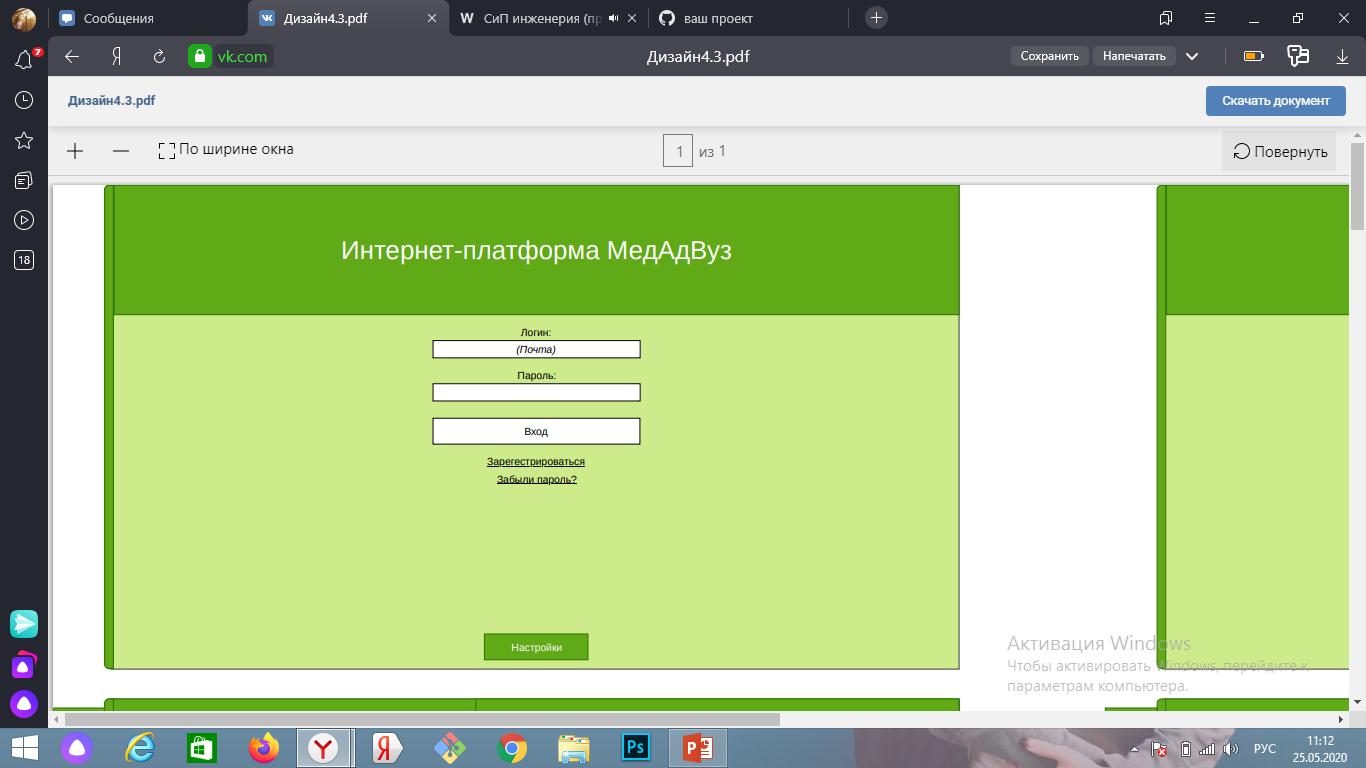 Сообщения
Дизайн4.3.pdf
W СиП инженерия (пр
ваш проект
7
Я
vk.com
Дизайн4.3.pdf
Сохранить
Напечатать
Дизайн4.3.pdf
Скачать документ
По ширине окна
1 из 1
Повернуть
18
Интернет-платформа МедАдВуз
Логин:
(Почта)
Пароль:
Вход
Зарегестрироваться
Забыли пароль?
Настройки
Активация Windows
Чтобы активировать Windows, перейдите к
параметрам компьютера.
Y
Я
Ps
P
РУС
11:12
25.05.2020